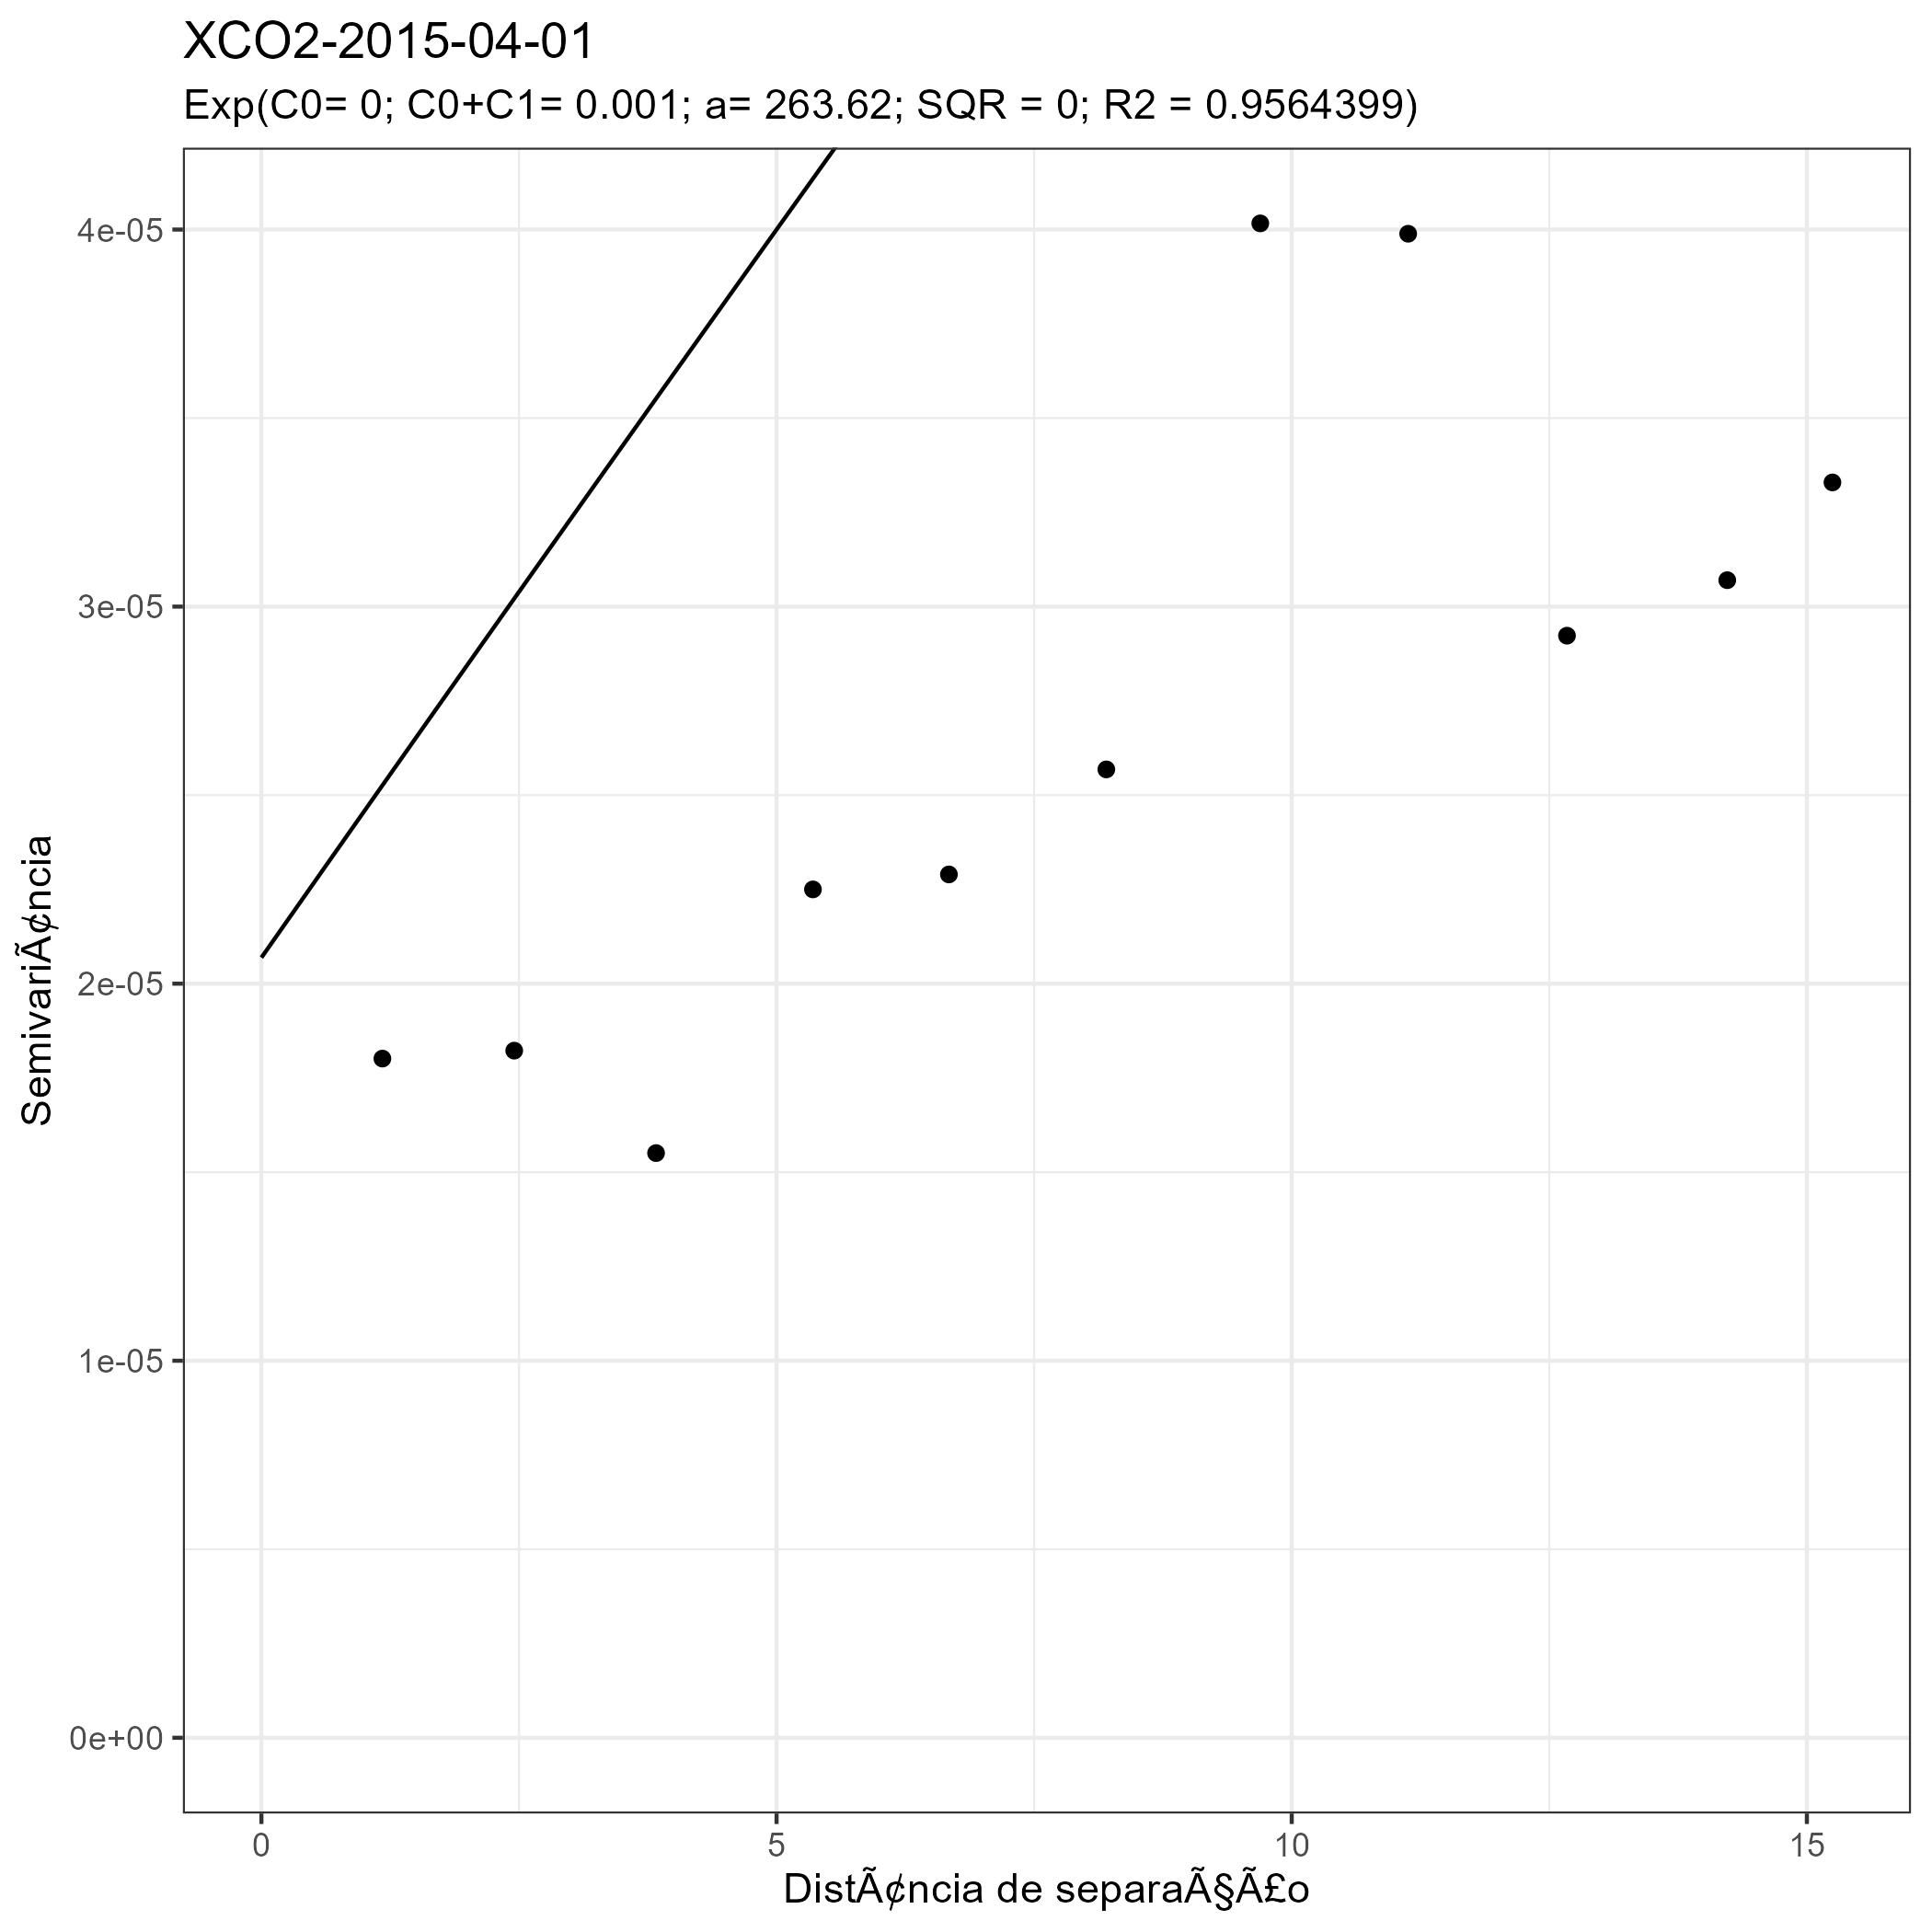 XCO2-2015-04-01
Exp(C0= 0; C0+C1= 0.001; a= 263.62; SQR = 0; R2 = 0.9564399)
4e-05
3e-05
2e-05
1e-05
0e+00
SemivariÃ¢ncia
0
5
10
15
DistÃ¢ncia de separaÃ§Ã£o